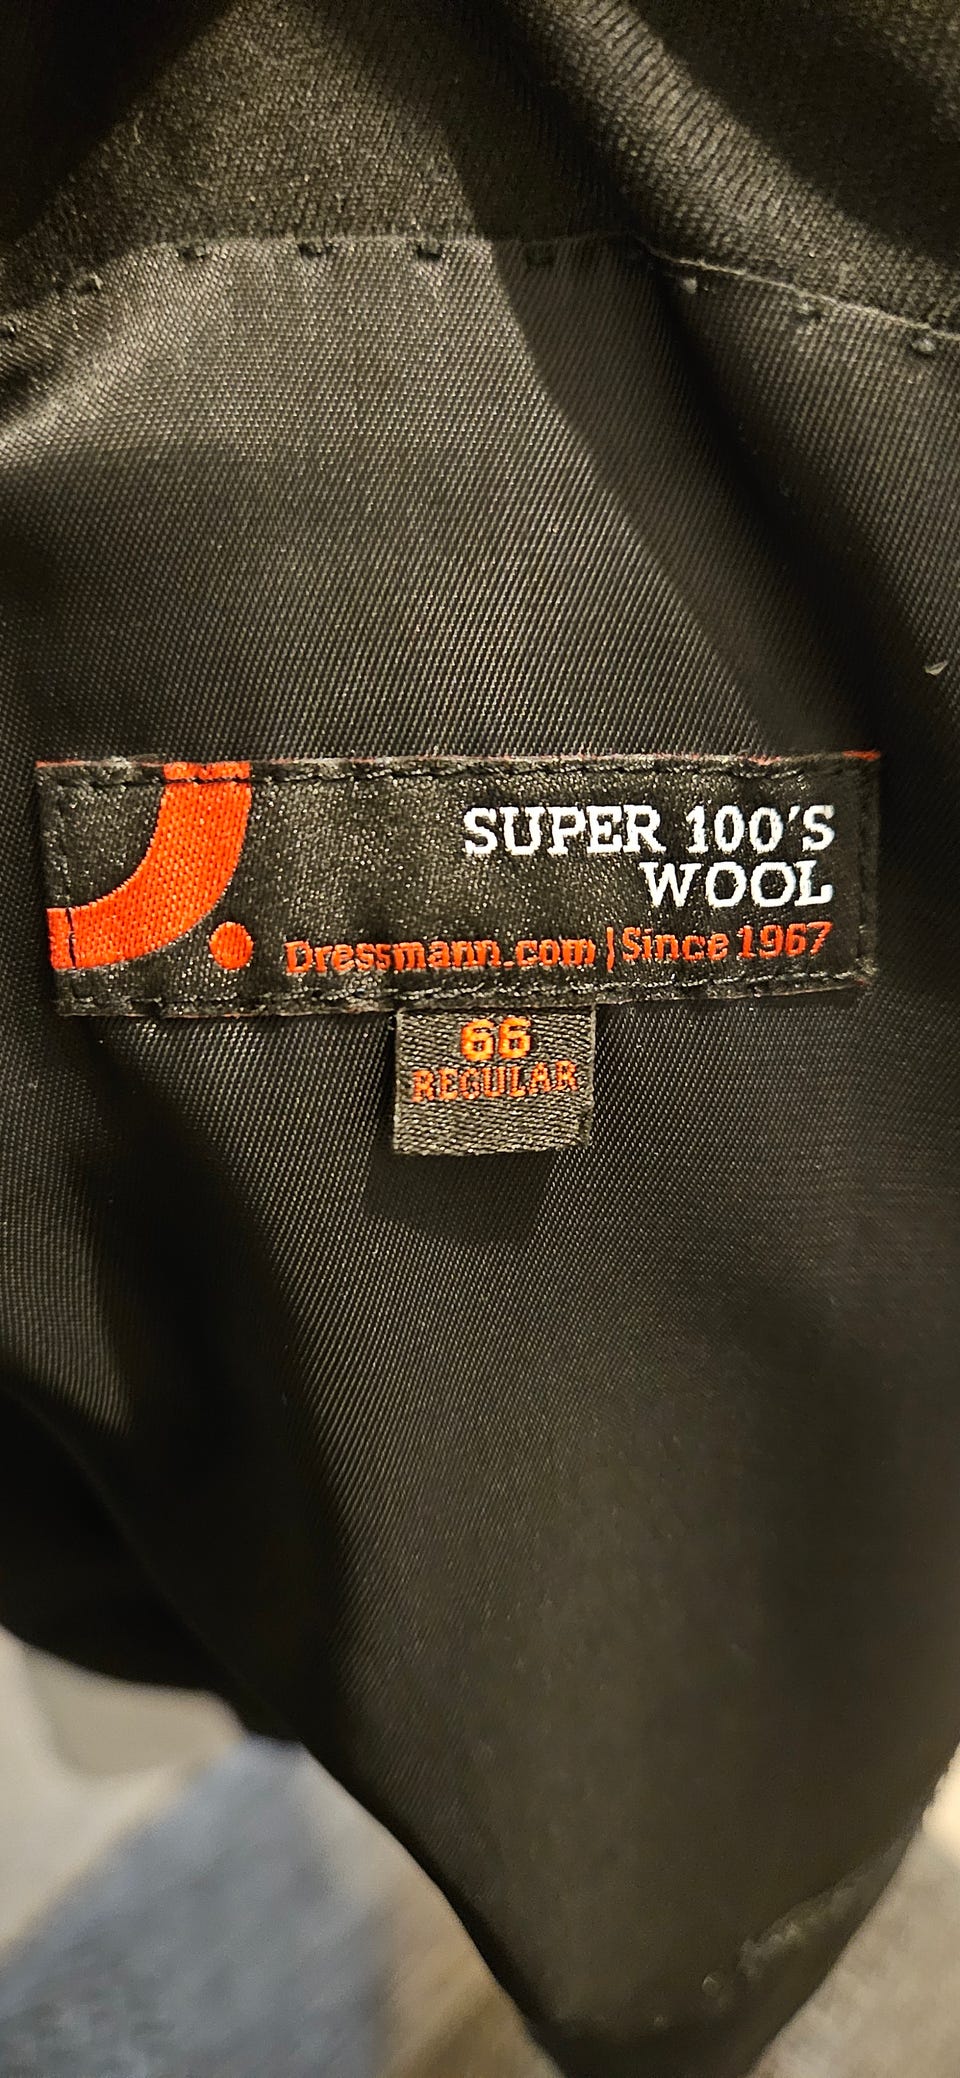 SUPER 100'S
WOOL
Dressmann.com | Since 1967
66
REGULAR